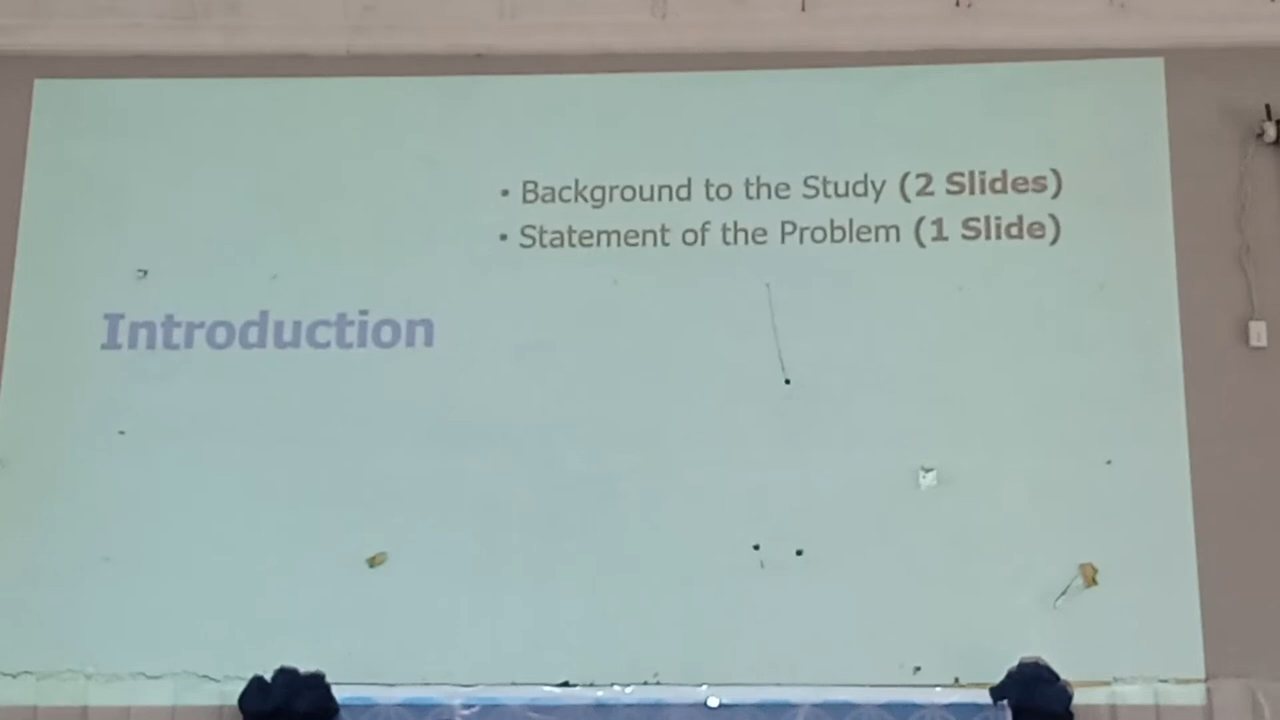 • Background to the Study (2 Slides)
• Statement of the Problem (1 Slide)
Introduction